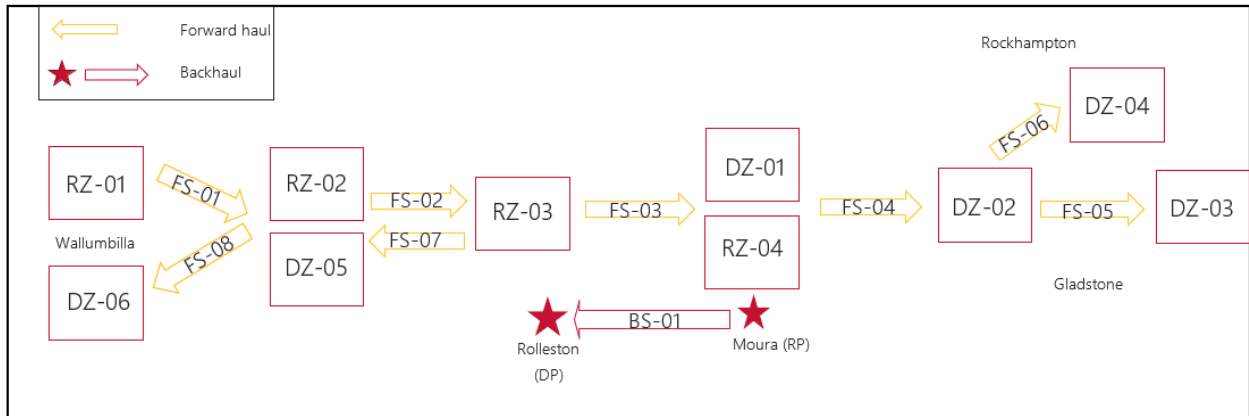 Forward haul
Backhaul
Rockhampton
DZ-04
FS-06
RZ-01
FS-01
RZ-02
FS-02
RZ-03
FS-03
DZ-01
FS-04
DZ-02
FS-05
DZ-03
Wallumbilla
FS-08
DZ-05
FS-07
RZ-04
DZ-06
Gladstone
BS-01
Rolleston
(DP)
Moura (RP)